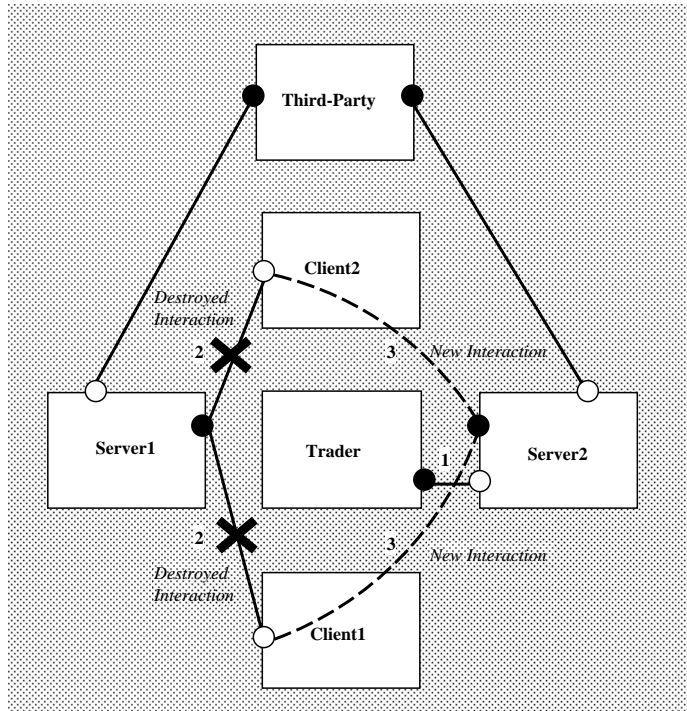 Third-Party
Client2
Destroyed
Interaction
2
3
New Interaction
Server1
Trader
1
Server2
2
3
New Interaction
Destroyed
Interaction
Client1